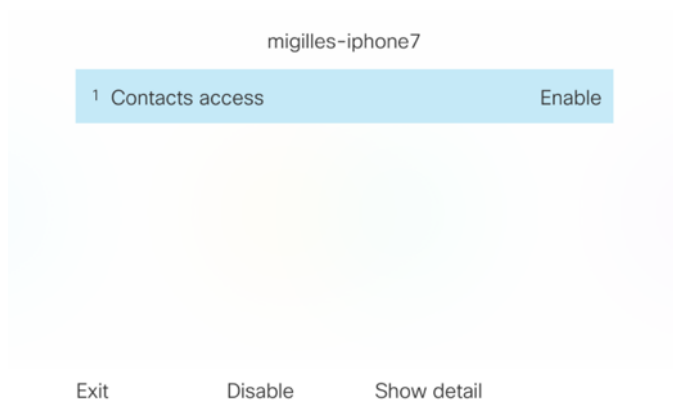 migilles-iphone7
1 Contacts access Enable
Exit Disable Show detail